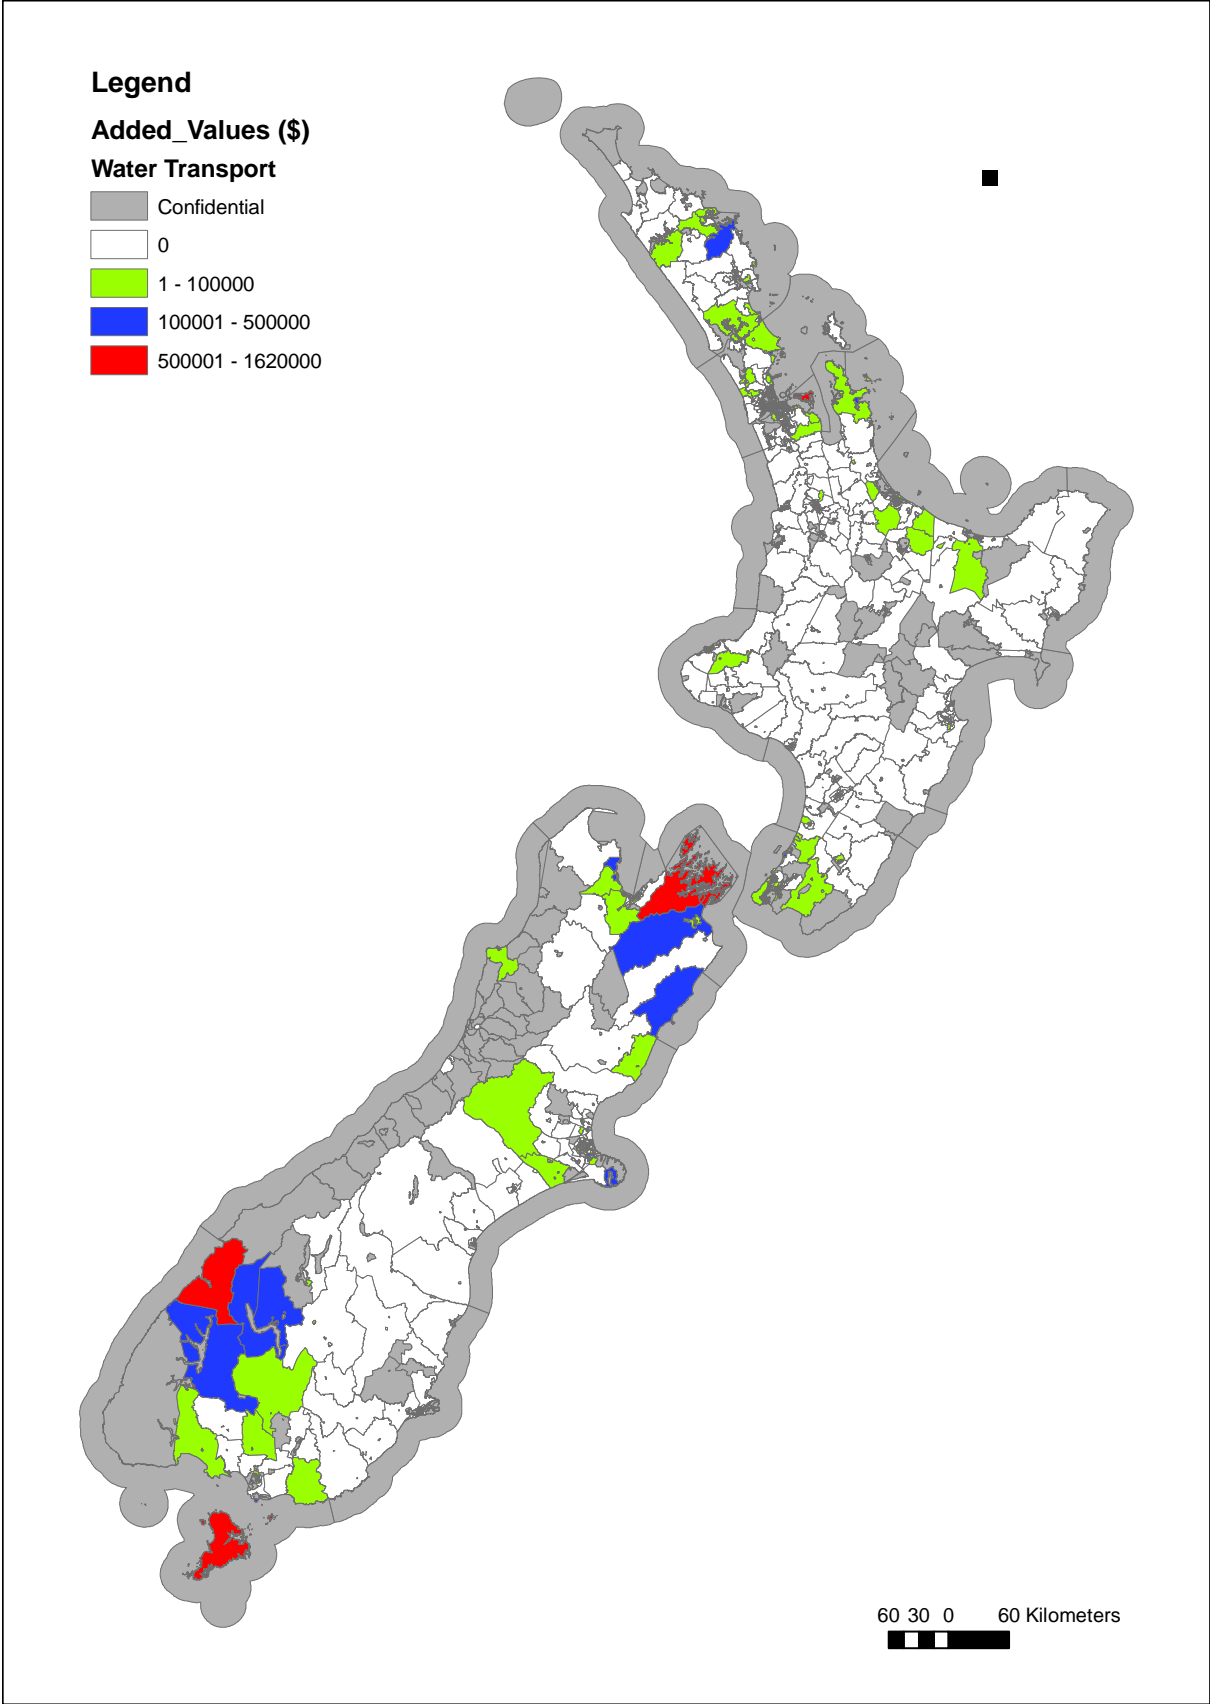 Legend
Added_Values ($)
Water Transport
Confidential
0
1 - 100000
100001 - 500000
500001 - 1620000
60 30 0 60 Kilometers